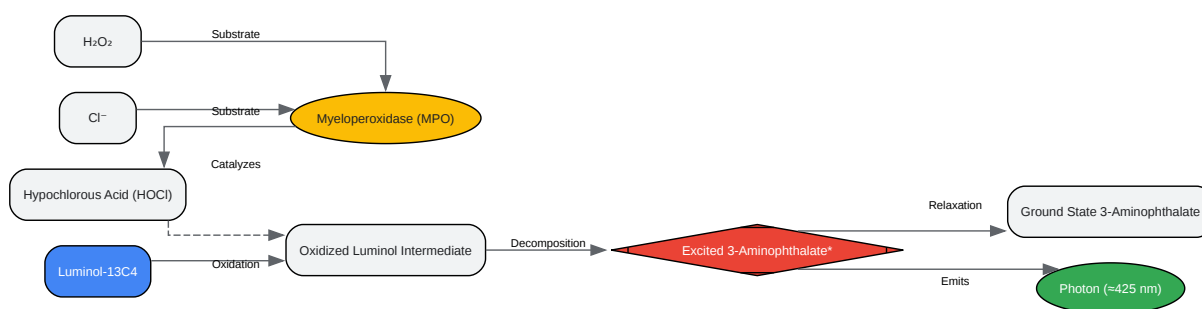 H₂O₂
Substrate
Cl⁻
Substrate
Myeloperoxidase (MPO)
Catalyzes
Hypochlorous Acid (HOCl)
Luminol-13C4
Oxidation
Oxidized Luminol Intermediate
Decomposition
Excited 3-Aminophthalate*
Relaxation
Ground State 3-Aminophthalate
Emits
Photon (≈425 nm)